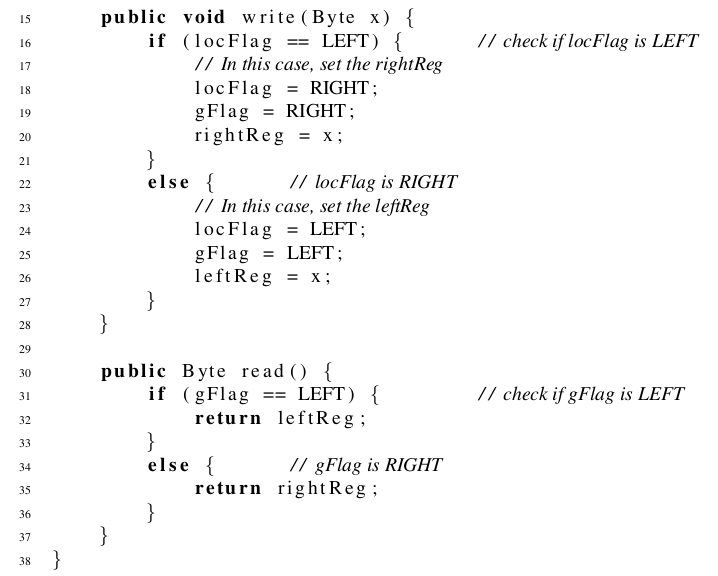 15 public void write(Byte x) {
16 if (locFlag == LEFT) { // check if locFlag is LEFT
17 // In this case, set the rightReg
18 locFlag = RIGHT;
19 gFlag = RIGHT;
20 rightReg = x;
21 }
22 else { // locFlag is RIGHT
23 // In this case, set the leftReg
24 locFlag = LEFT;
25 gFlag = LEFT;
26 leftReg = x;
27 }
28 }
29
30 public Byte read() {
31 if (gFlag == LEFT) { // check if gFlag is LEFT
32 return leftReg;
33 }
34 else { // gFlag is RIGHT
35 return rightReg;
36 }
37 }
38 }